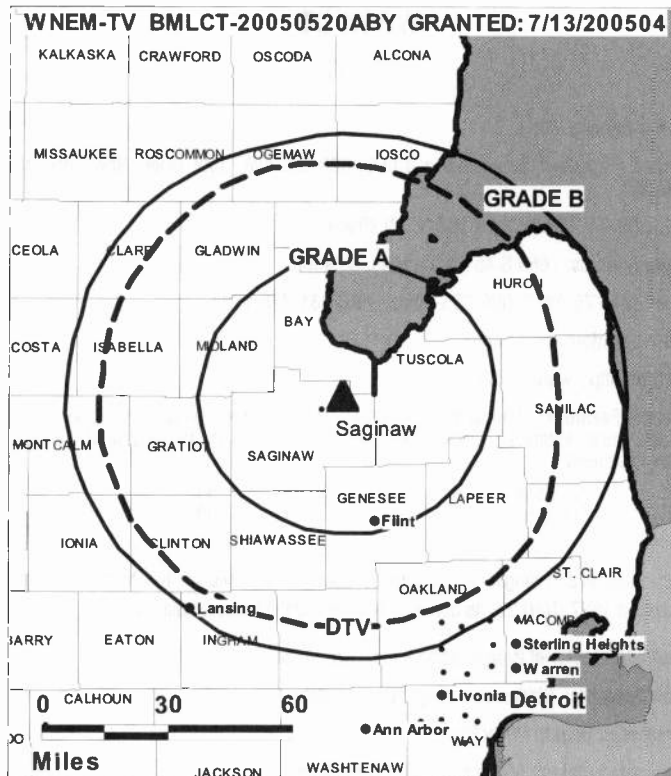 WNEM-TV BMLCT-20050520ABY GRANTED: 7/13/200504
KALKASKA CRAWFORD OSCODA ALCONA
MISSAUKEE ROSCOMMON OGEMAW IOSCO
GRADE B
CEOLA CLARE GLADWIN GRADE A
HURON
BAY
COSTA ISABELLA MIDLAND TUSCOLA
SANILAC
Saginaw
MONTCALM GRATIOT SAGINAW
GENESEE LAPEER
Flint
IONIA CLINTON SHIAWASSEE
ST. CLAIR
OAKLAND
Lansing MACOMB
DTV
BARRY EATON INGHAM Sterling Heights
Warren
CALHOUN Livonia Detroit
0 30 60
Ann Arbor WAYNE
Miles
JACKSON WASHTENAW